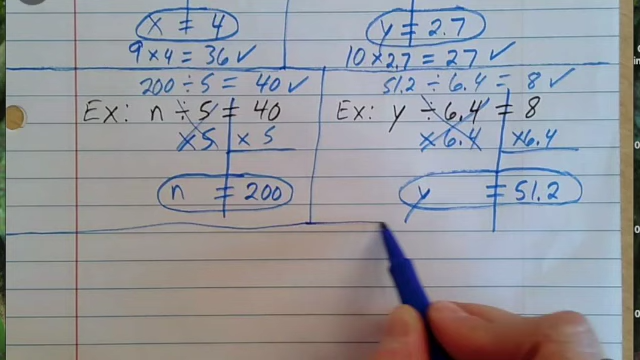 x = 4
y = 2.7
9 x 4 = 36 ✓
10 x 2.7 = 27 ✓
200 ÷ 5 = 40 ✓
51.2 ÷ 6.4 = 8 ✓
Ex: n ÷ 5 = 40
Ex: y ÷ 6.4 = 8
x 5 x 5
x 6.4 x 6.4
n = 200
y = 51.2